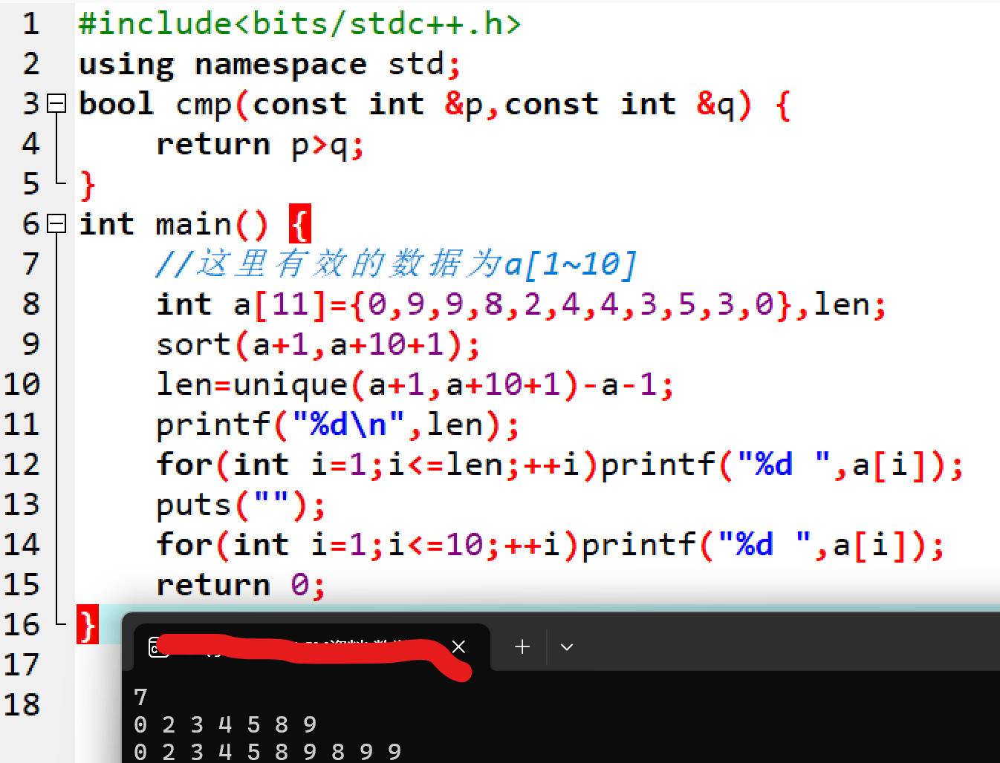 1 #include<bits/stdc++.h>
2 using namespace std;
3 bool cmp(const int &p,const int &q) {
4 return p>q;
5 }
6 int main() {
7 //这里有效的数据为a[1~10]
8 int a[11]={0,9,9,8,2,4,4,3,5,3,0},len;
9 sort(a+1,a+10+1);
10 len=unique(a+1,a+10+1)-a-1;
11 printf("%d\n",len);
12 for(int i=1;i<=len;++i)printf("%d ",a[i]);
13 puts("");
14 for(int i=1;i<=10;++i)printf("%d ",a[i]);
15 return 0;
16 }
17
18
7
0 2 3 4 5 8 9
0 2 3 4 5 8 9 8 9 9